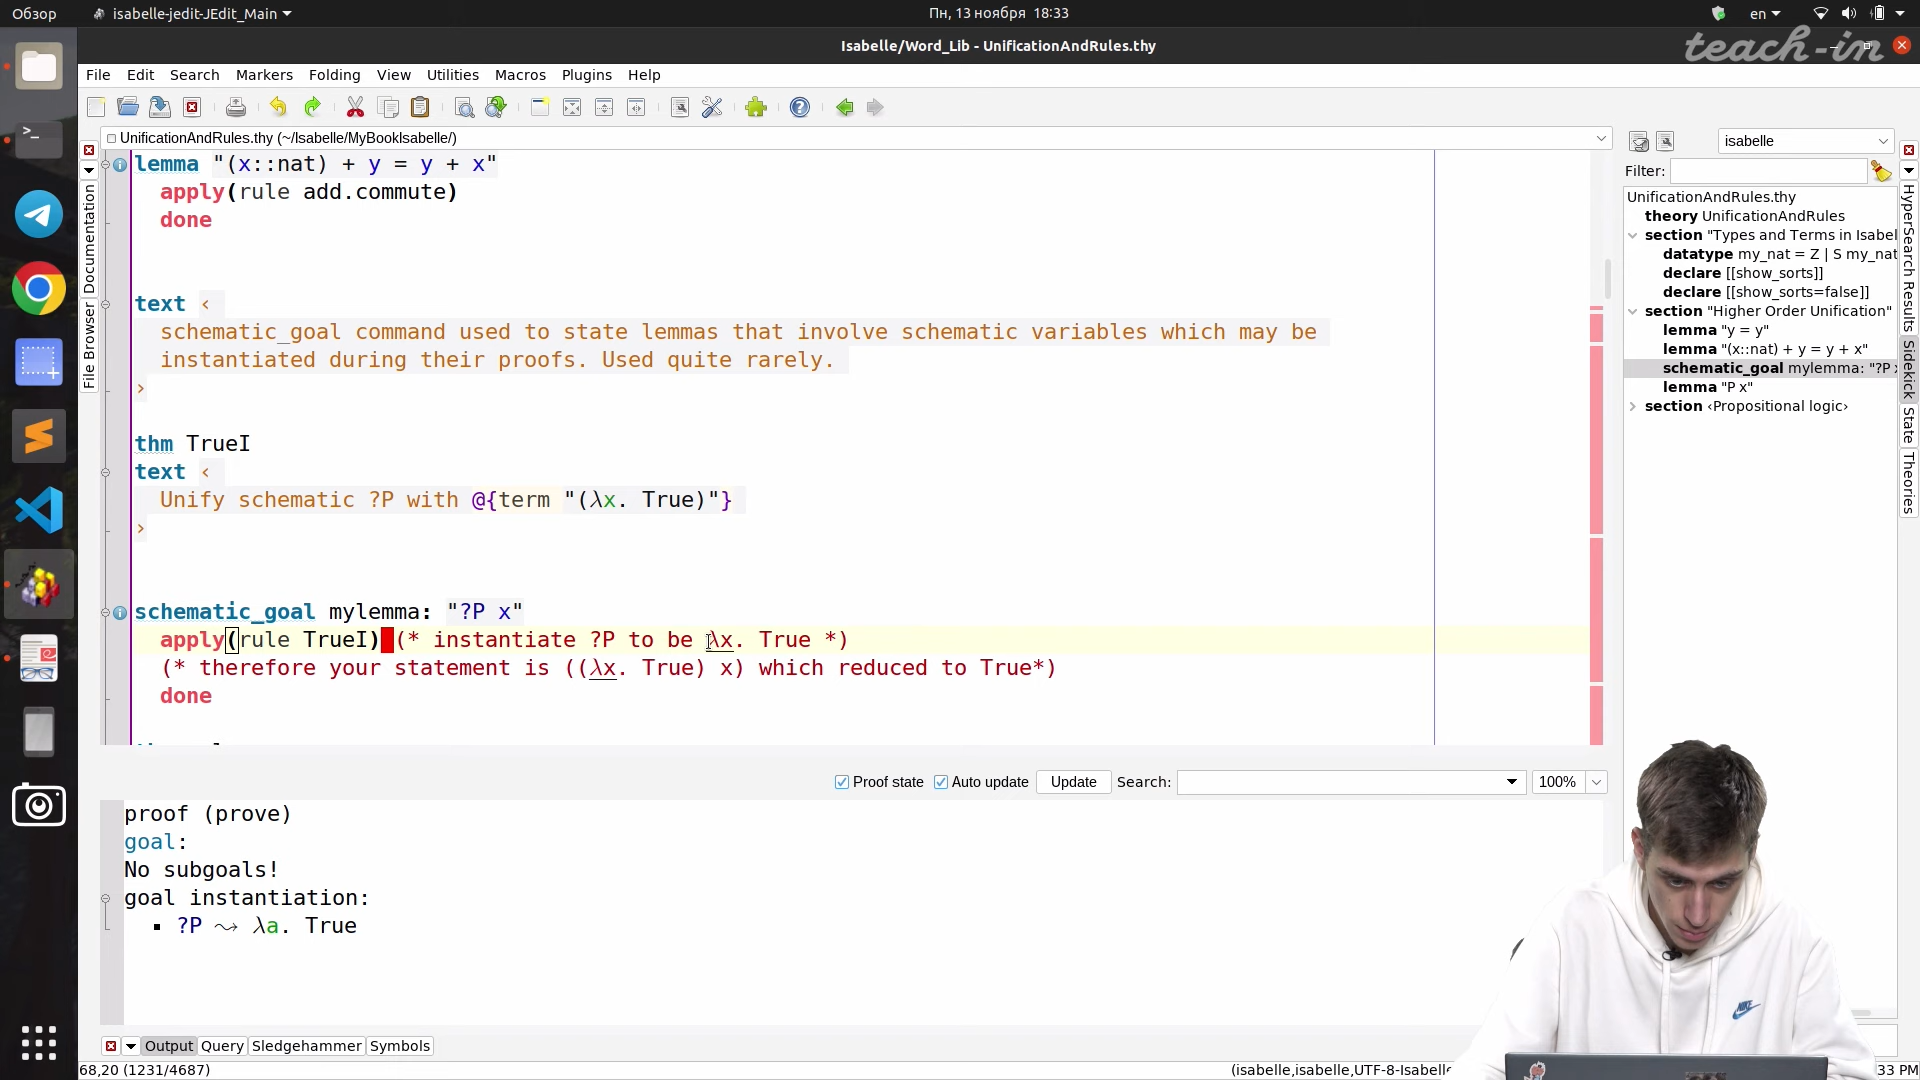 Обзор
isabelle-jedit-JEdit_Main
Пн, 13 ноября 18:33
en
teach-in
Isabelle/Word_Lib - UnificationAndRules.thy
File Edit Search Markers Folding View Utilities Macros Plugins Help
UnificationAndRules.thy (~/Isabelle/MyBookIsabelle/)
isabelle
Filter:
Documentation
File Browser
lemma "(x::nat) + y = y + x"
apply(rule add.commute)
done
text ‹
schematic_goal command used to state lemmas that involve schematic variables which may be
instantiated during their proofs. Used quite rarely.
›
thm TrueI
text ‹
Unify schematic ?P with @{term "(λx. True)"}
›
schematic_goal mylemma: "?P x"
apply(rule TrueI) (* instantiate ?P to be λx. True *)
(* therefore your statement is ((λx. True) x) which reduced to True*)
done
UnificationAndRules.thy
theory UnificationAndRules
section "Types and Terms in Isabel
datatype my_nat = Z | S my_nat
declare [[show_sorts]]
declare [[show_sorts=false]]
section "Higher Order Unification"
lemma "y = y"
lemma "(x::nat) + y = y + x"
schematic_goal mylemma: "?P x
lemma "P x"
section ‹Propositional logic›
HyperSearch Results
Sidekick
State
Theories
Proof state
Auto update
Update
Search:
100%
proof (prove)
goal:
No subgoals!
goal instantiation:
▪ ?P ⤳ λa. True
Output Query Sledgehammer Symbols
68,20 (1231/4687)
(isabelle,isabelle,UTF-8-Isabelle
33 PM
NIKE